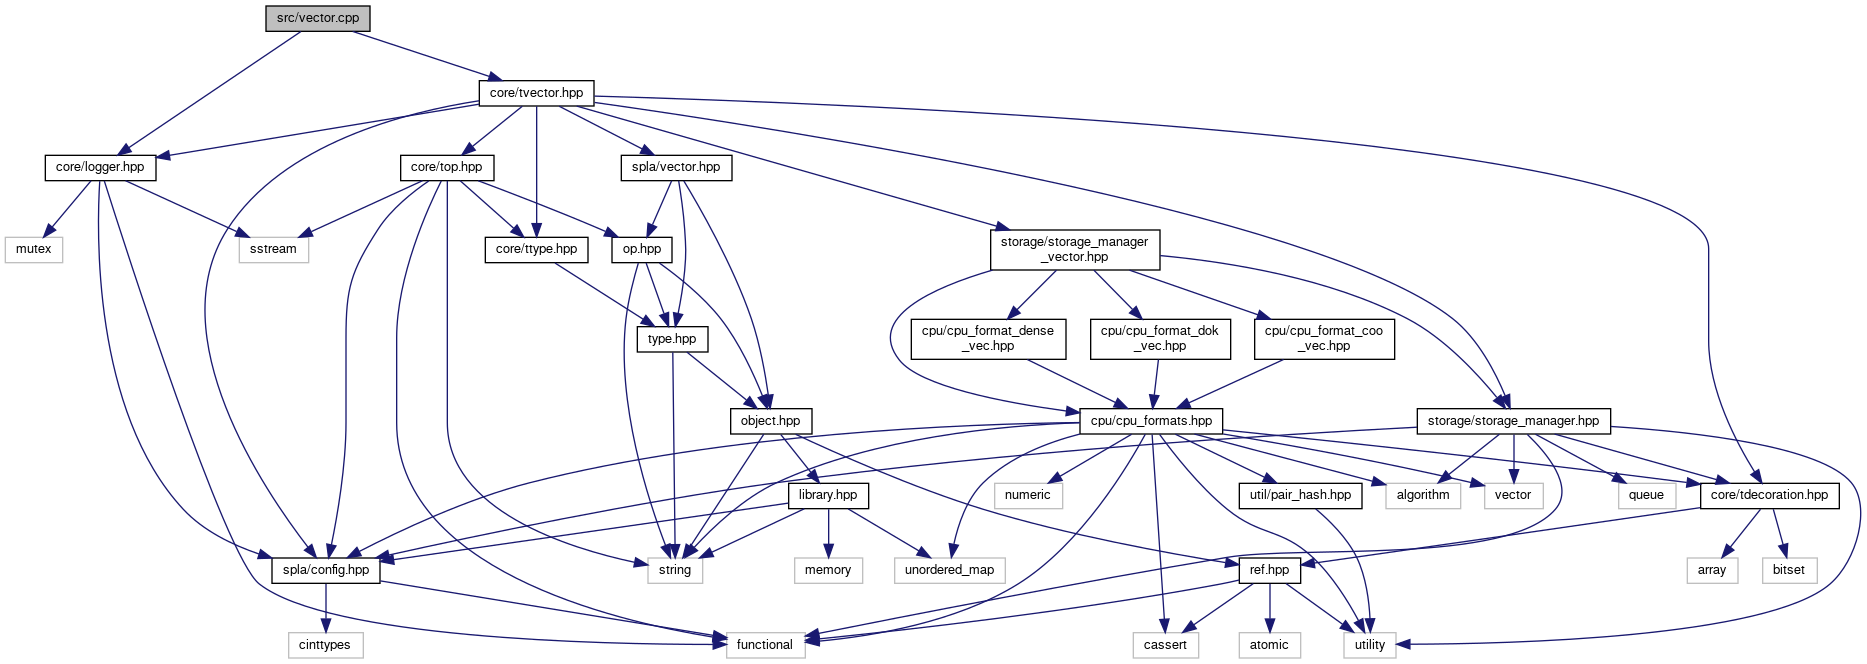 src/vector.cpp
core/tvector.hpp
core/logger.hpp
core/top.hpp
spla/vector.hpp
mutex
sstream
core/ttype.hpp
op.hpp
storage/storage_manager
_vector.hpp
type.hpp
cpu/cpu_format_dense
_vec.hpp
cpu/cpu_format_dok
_vec.hpp
cpu/cpu_format_coo
_vec.hpp
object.hpp
cpu/cpu_formats.hpp
storage/storage_manager.hpp
library.hpp
numeric
util/pair_hash.hpp
algorithm
vector
queue
core/tdecoration.hpp
spla/config.hpp
string
memory
unordered_map
ref.hpp
array
bitset
cinttypes
functional
cassert
atomic
utility